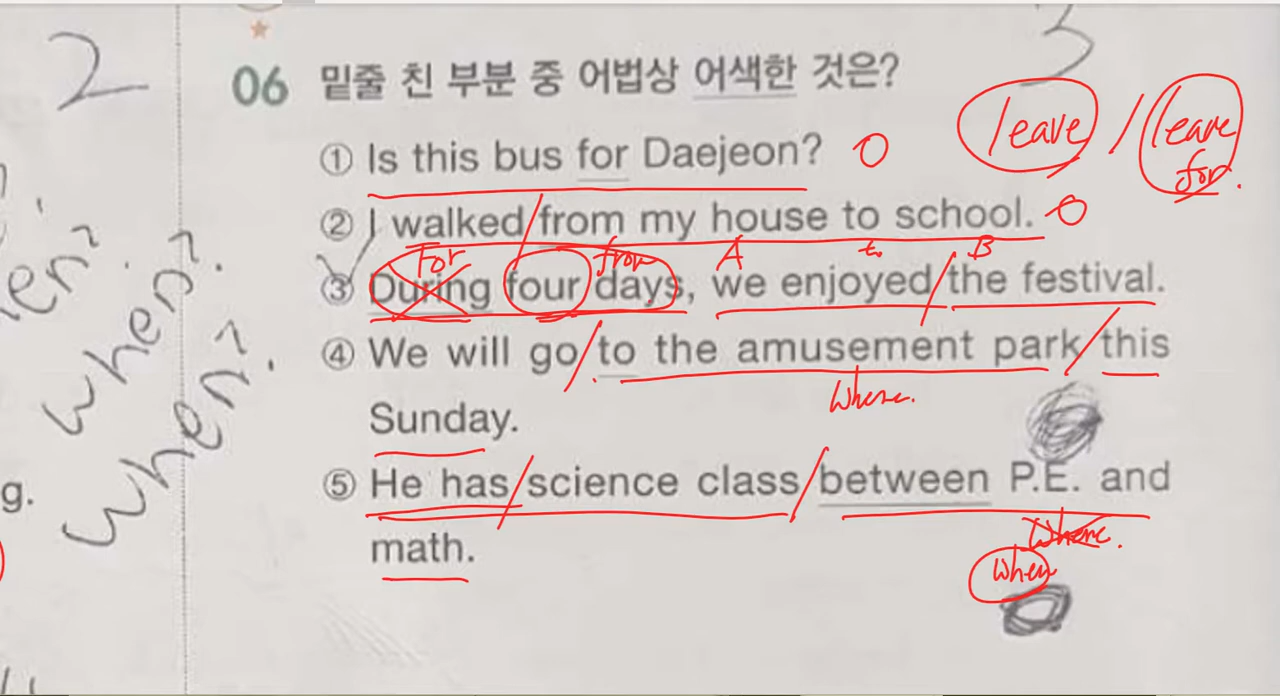 2
3
06 밑줄 친 부분 중 어법상 어색한 것은?
leave / leave for.
① Is this bus for Daejeon? O
② I walked/from my house to school. O
For from A to B
③ During four days, we enjoyed/the festival.
④ We will go/to the amusement park/this
where.
Sunday.
⑤ He has/science class/between P.E. and
where.
math.
when
when?
when?
g.